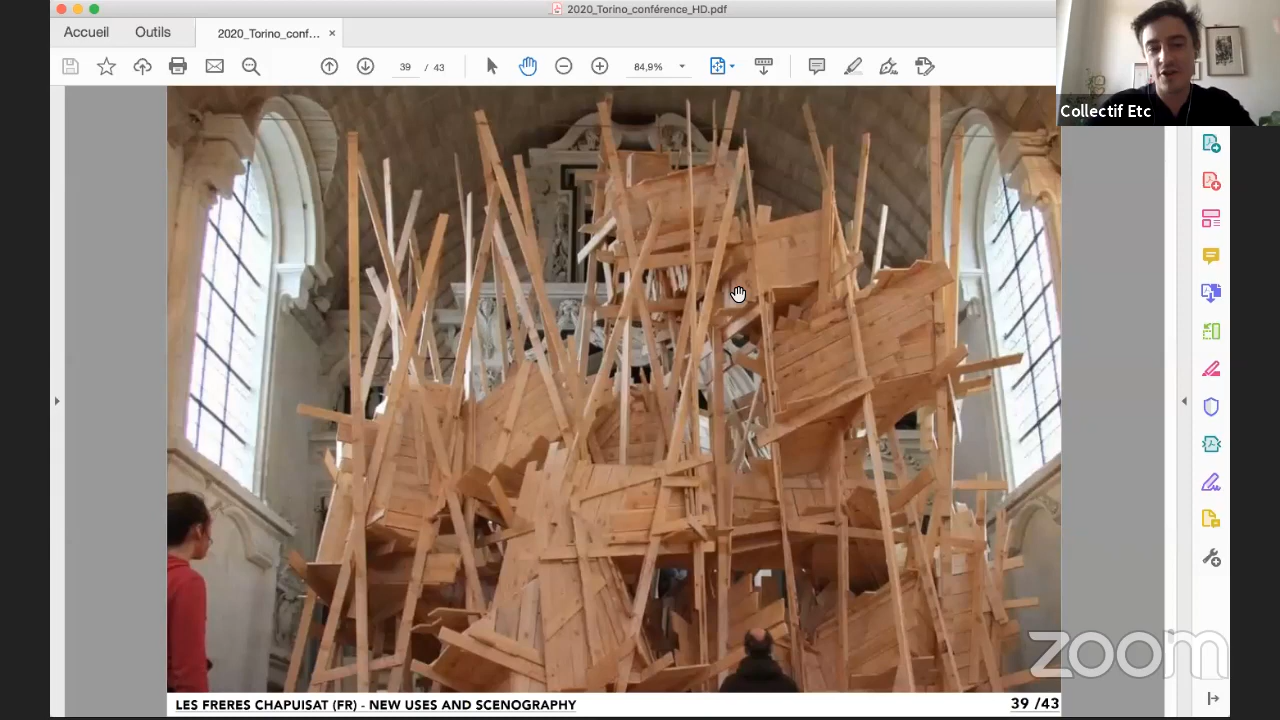 2020_Torino_conférence_HD.pdf
Accueil
Outils
2020_Torino_conf...
39 / 43
84,9%
Collectif Etc
LES FRERES CHAPUISAT (FR) - NEW USES AND SCENOGRAPHY
39 /43
zoom